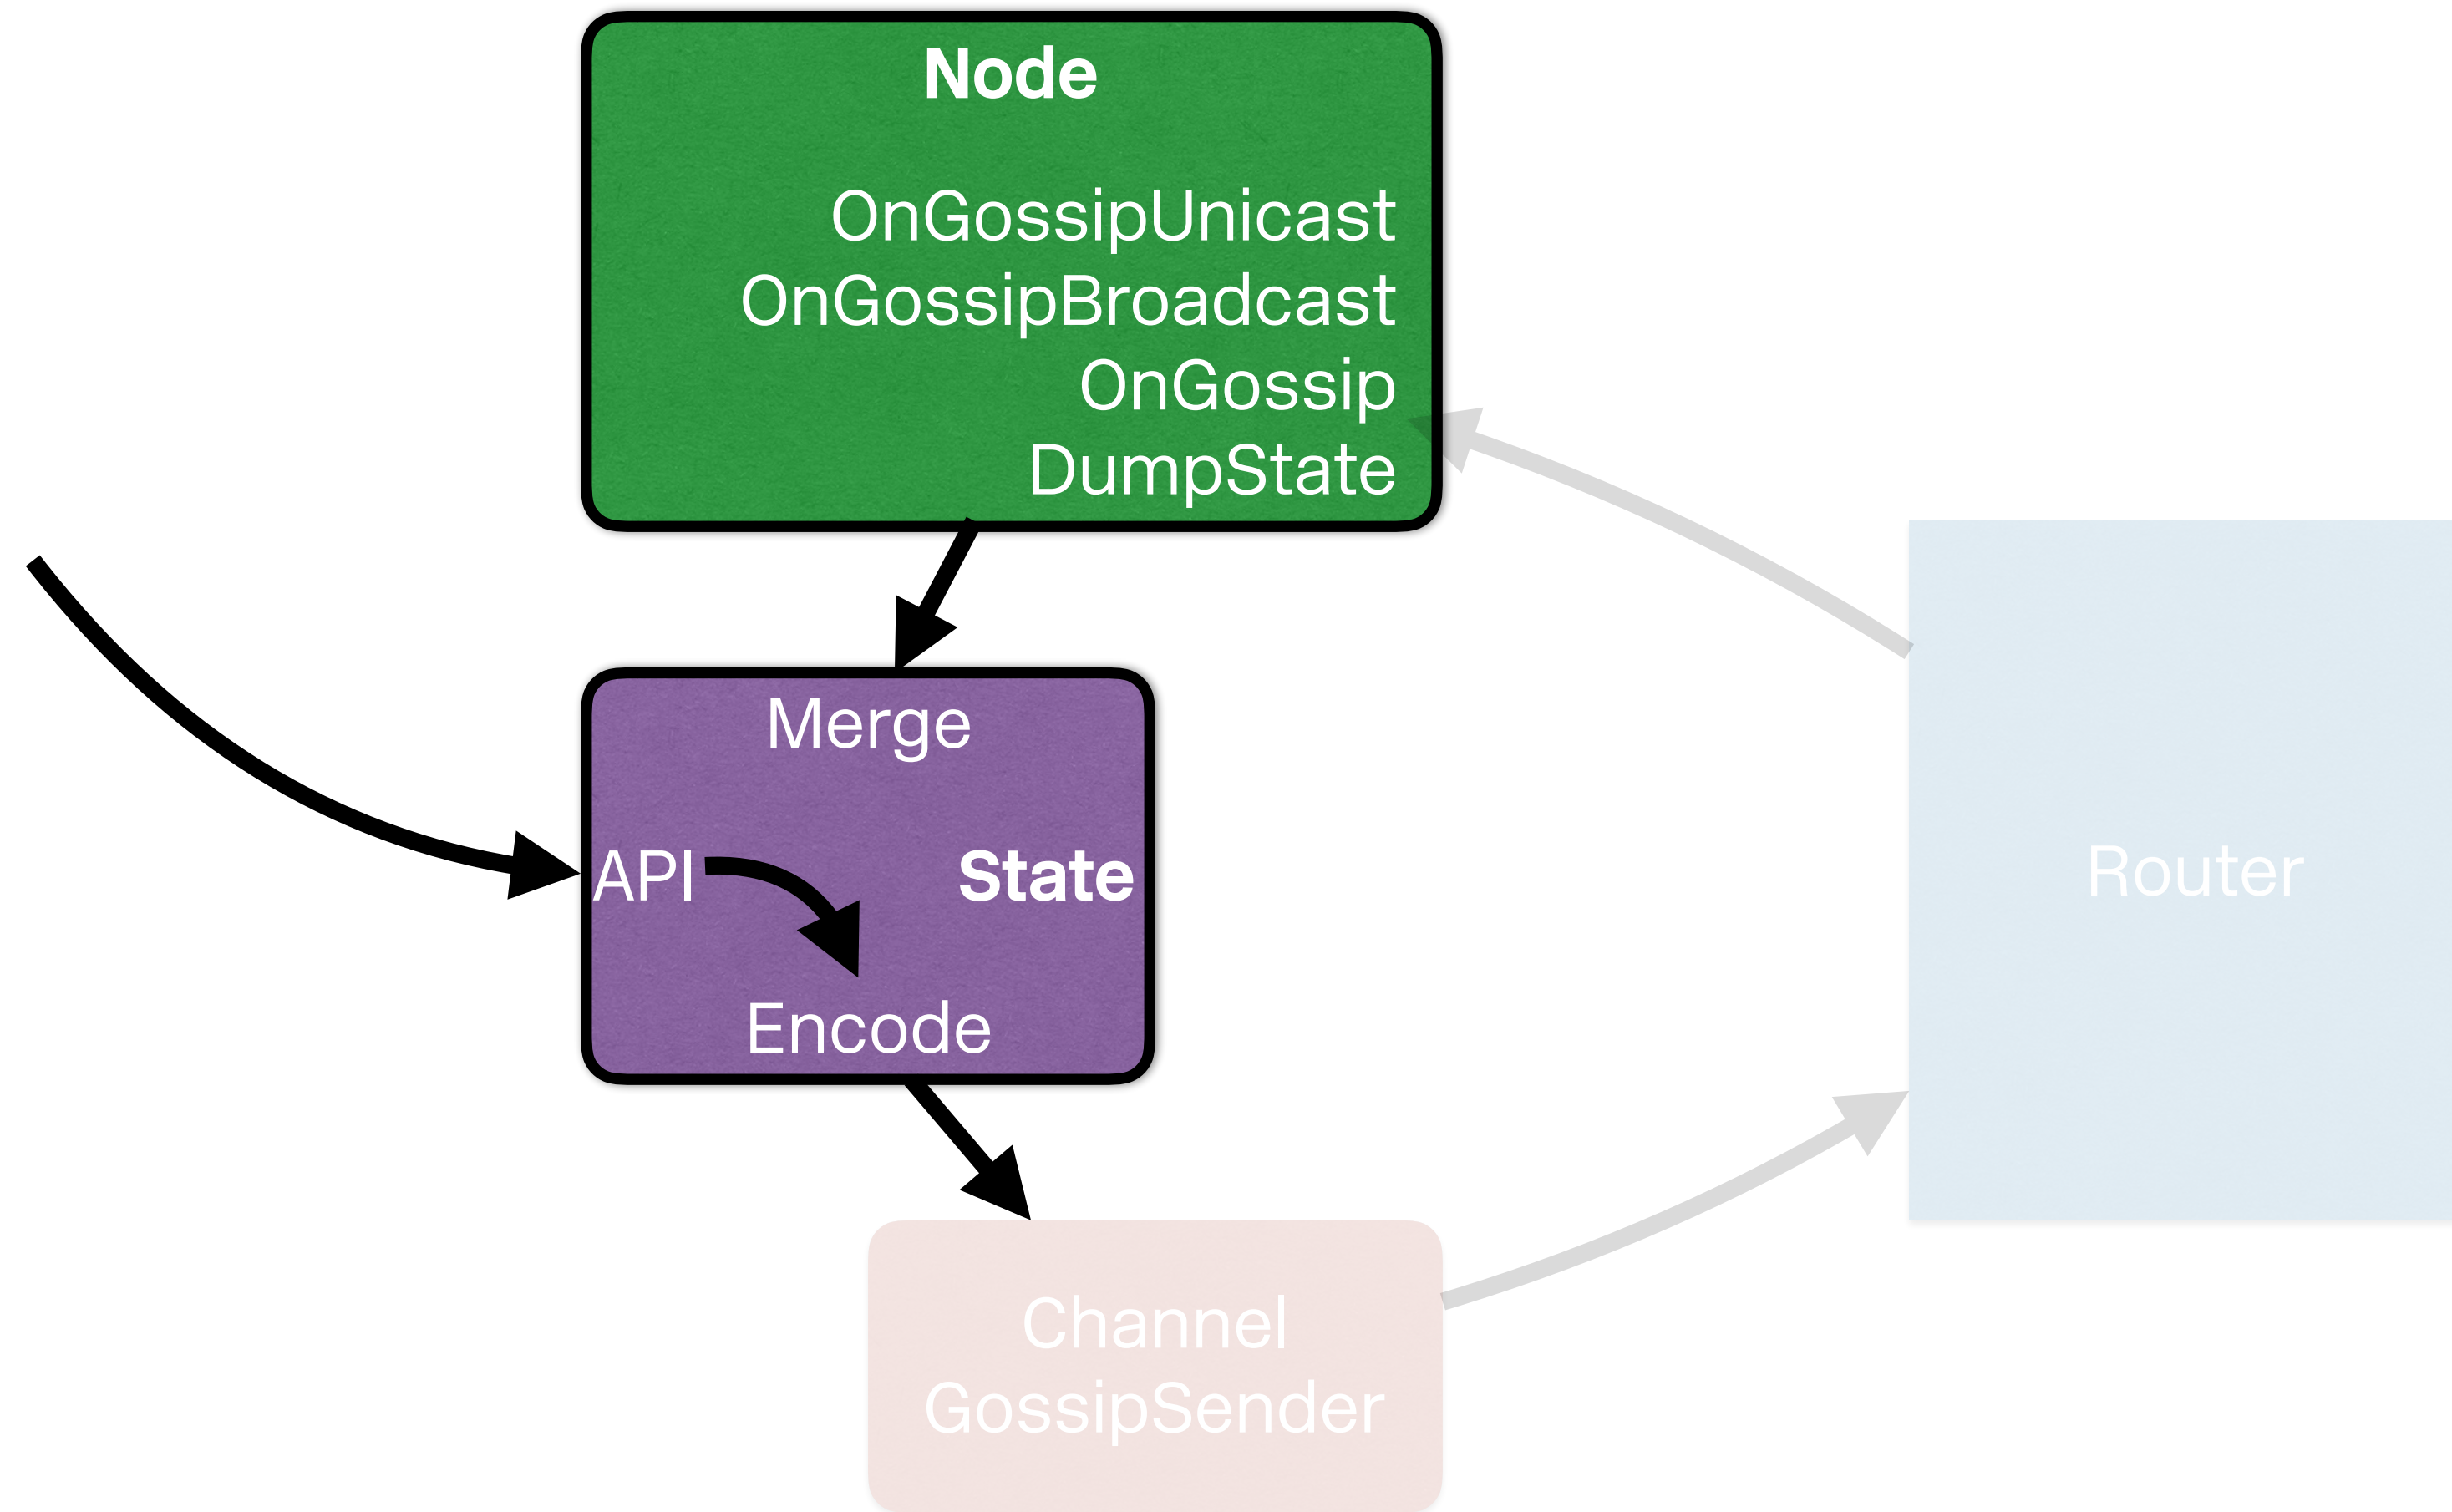 Node
OnGossipUnicast
OnGossipBroadcast
OnGossip
DumpState
Merge
API
State
Encode
Router
Channel
GossipSender